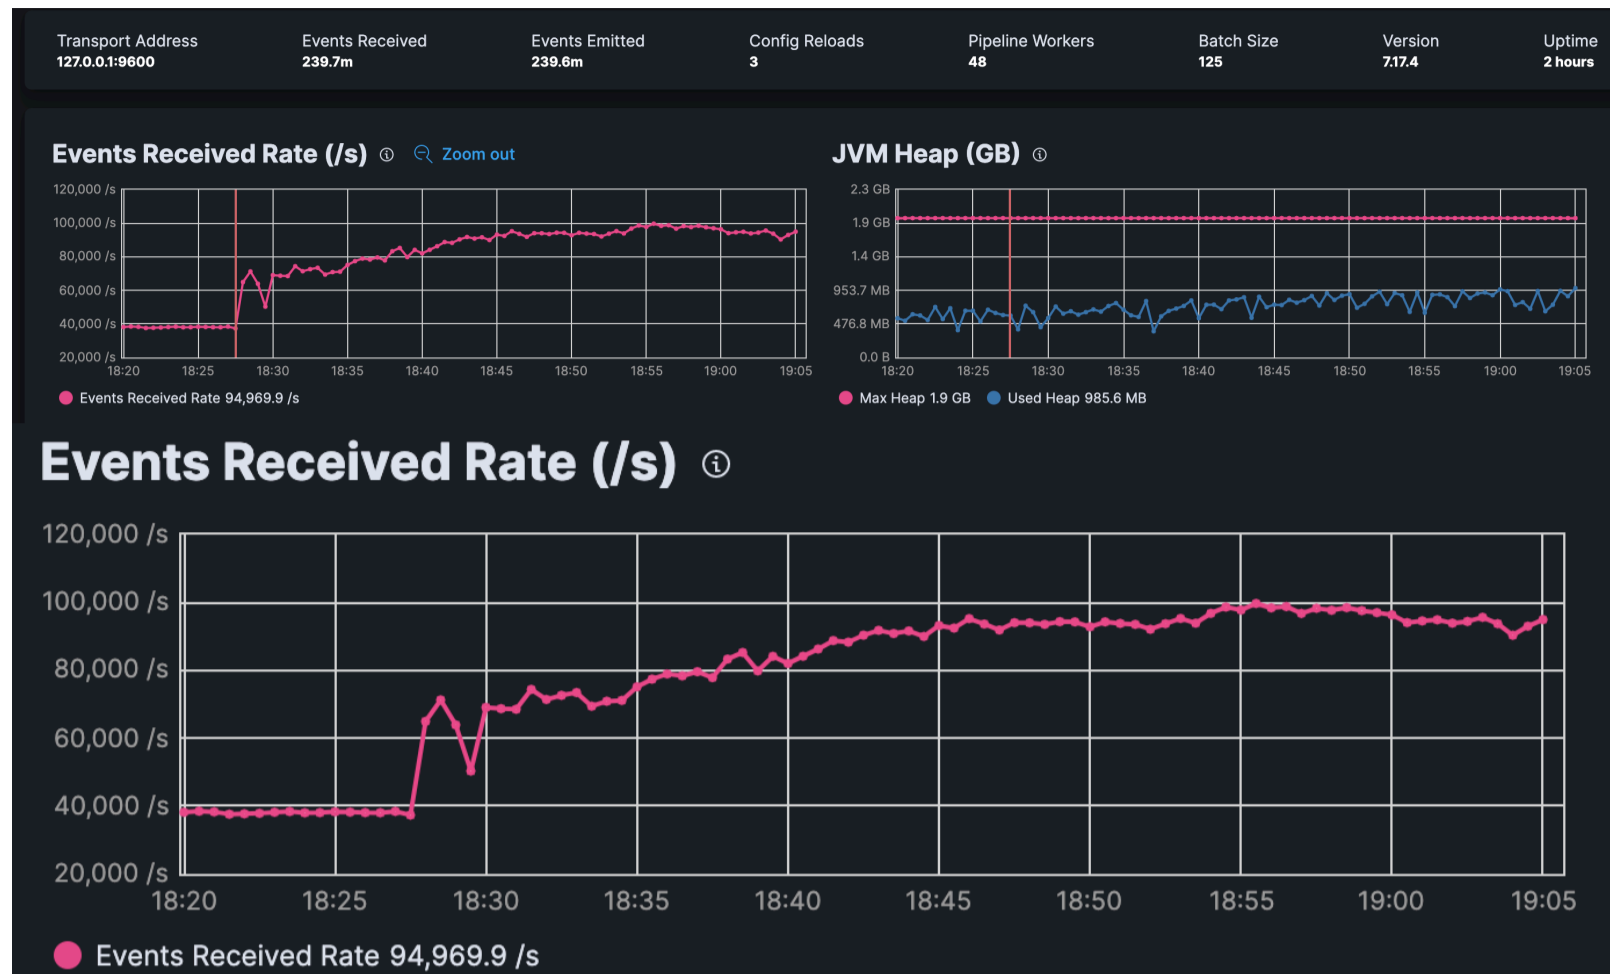 Transport Address Events Received Events Emitted Config Reloads Pipeline Workers Batch Size Version Uptime
127.0.0.1:9600 239.7m 239.6m 3 48 125 7.17.4 2 hours
Events Received Rate (/s) Zoom out
120,000 /s
100,000 /s
80,000 /s
60,000 /s
40,000 /s
20,000 /s
18:20 18:25 18:30 18:35 18:40 18:45 18:50 18:55 19:00 19:05
Events Received Rate 94,969.9 /s
JVM Heap (GB)
2.3 GB
1.9 GB
1.4 GB
953.7 MB
476.8 MB
0.0 B
18:20 18:25 18:30 18:35 18:40 18:45 18:50 18:55 19:00 19:05
Max Heap 1.9 GB Used Heap 985.6 MB
Events Received Rate (/s)
120,000 /s
100,000 /s
80,000 /s
60,000 /s
40,000 /s
20,000 /s
18:20 18:25 18:30 18:35 18:40 18:45 18:50 18:55 19:00 19:05
Events Received Rate 94,969.9 /s